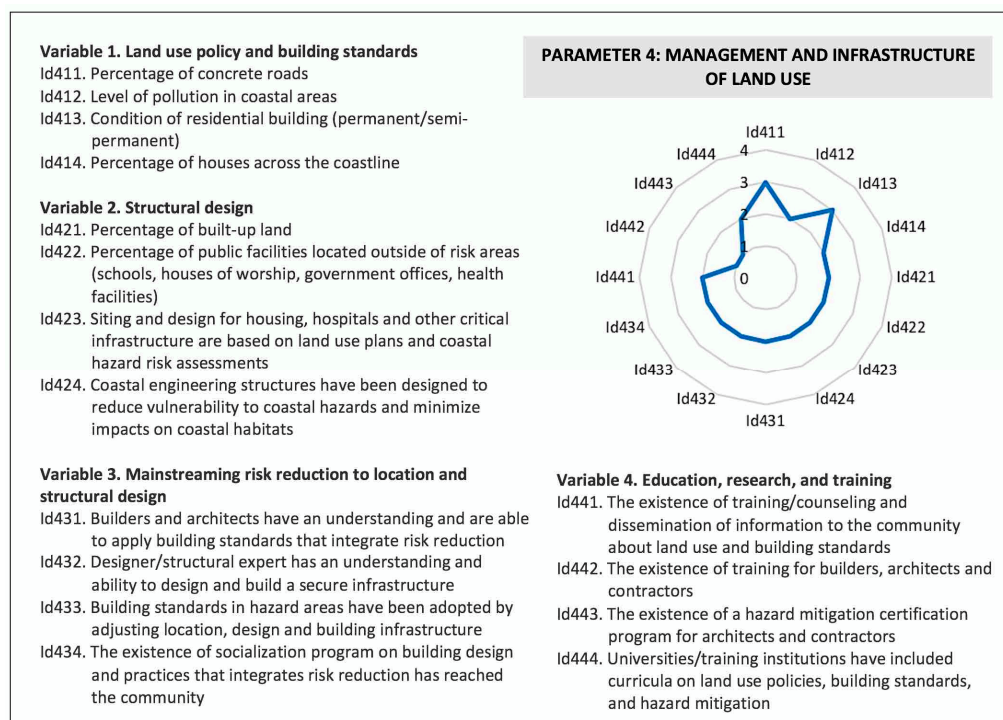 Variable 1. Land use policy and building standards
Id411. Percentage of concrete roads
Id412. Level of pollution in coastal areas
Id413. Condition of residential building (permanent/semi-
permanent)
Id414. Percentage of houses across the coastline
Variable 2. Structural design
Id421. Percentage of built-up land
Id422. Percentage of public facilities located outside of risk areas
(schools, houses of worship, government offices, health
facilities)
Id423. Siting and design for housing, hospitals and other critical
infrastructure are based on land use plans and coastal
hazard risk assessments
Id424. Coastal engineering structures have been designed to
reduce vulnerability to coastal hazards and minimize
impacts on coastal habitats
Variable 3. Mainstreaming risk reduction to location and
structural design
Id431. Builders and architects have an understanding and are able
to apply building standards that integrate risk reduction
Id432. Designer/structural expert has an understanding and
ability to design and build a secure infrastructure
Id433. Building standards in hazard areas have been adopted by
adjusting location, design and building infrastructure
Id434. The existence of socialization program on building design
and practices that integrates risk reduction has reached
the community
PARAMETER 4: MANAGEMENT AND INFRASTRUCTURE
OF LAND USE
Id411
Id412
Id413
Id414
Id421
Id422
Id423
Id424
Id431
Id432
Id433
Id434
Id441
Id442
Id443
Id444
4
3
2
1
0
Variable 4. Education, research, and training
Id441. The existence of training/counseling and
dissemination of information to the community
about land use and building standards
Id442. The existence of training for builders, architects and
contractors
Id443. The existence of a hazard mitigation certification
program for architects and contractors
Id444. Universities/training institutions have included
curricula on land use policies, building standards,
and hazard mitigation